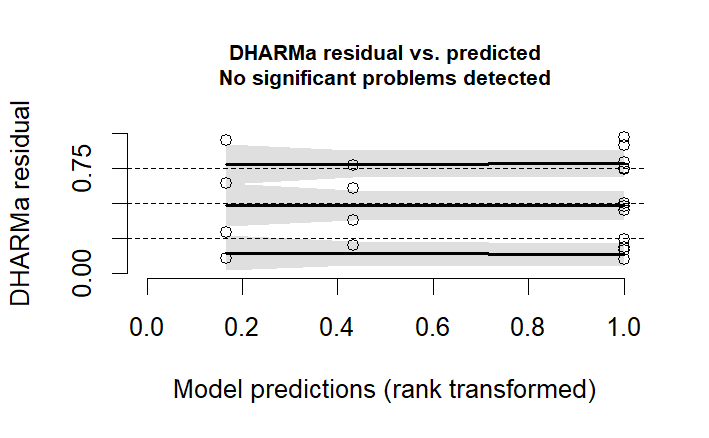 DHARMa residual vs. predicted
No significant problems detected
DHARMa residual
0.75
0.00
0.0 0.2 0.4 0.6 0.8 1.0
Model predictions (rank transformed)